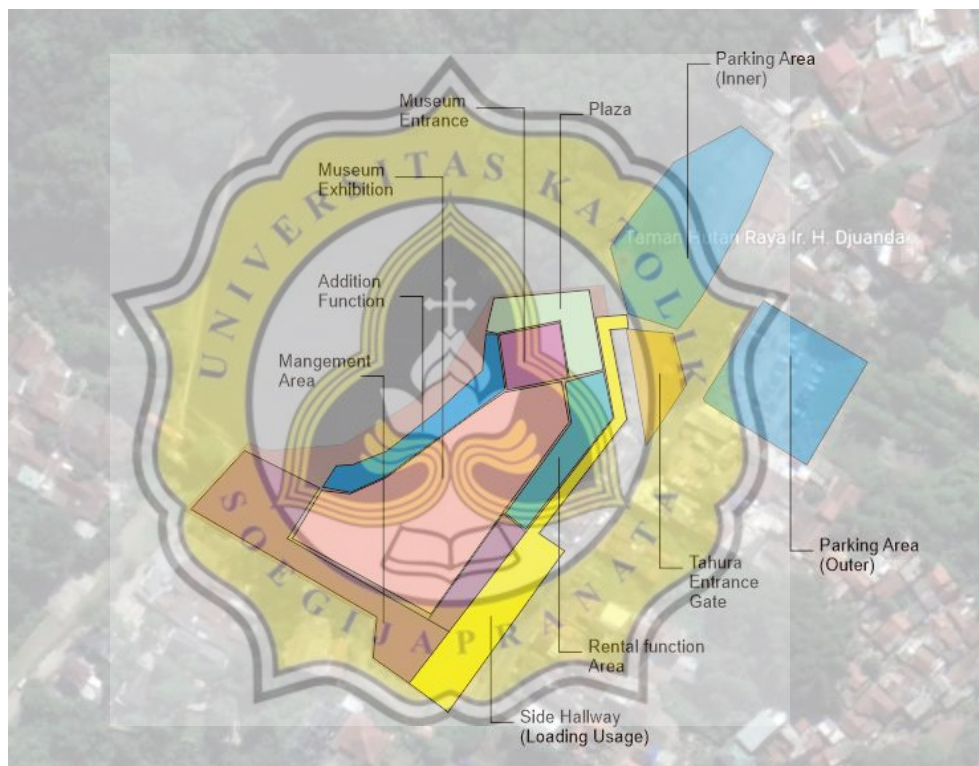 Parking Area
(Inner)
Museum
Entrance
Plaza
Museum
Exhibition
UNIVERSITAS KATOLIK
Taman Hutan Raya Ir. H. Djuanda
Addition
Function
Mangement
Area
Parking Area
(Outer)
Tahura
Entrance
Gate
SOEGIJAPRANATA
Rental function
Area
Side Hallway
(Loading Usage)